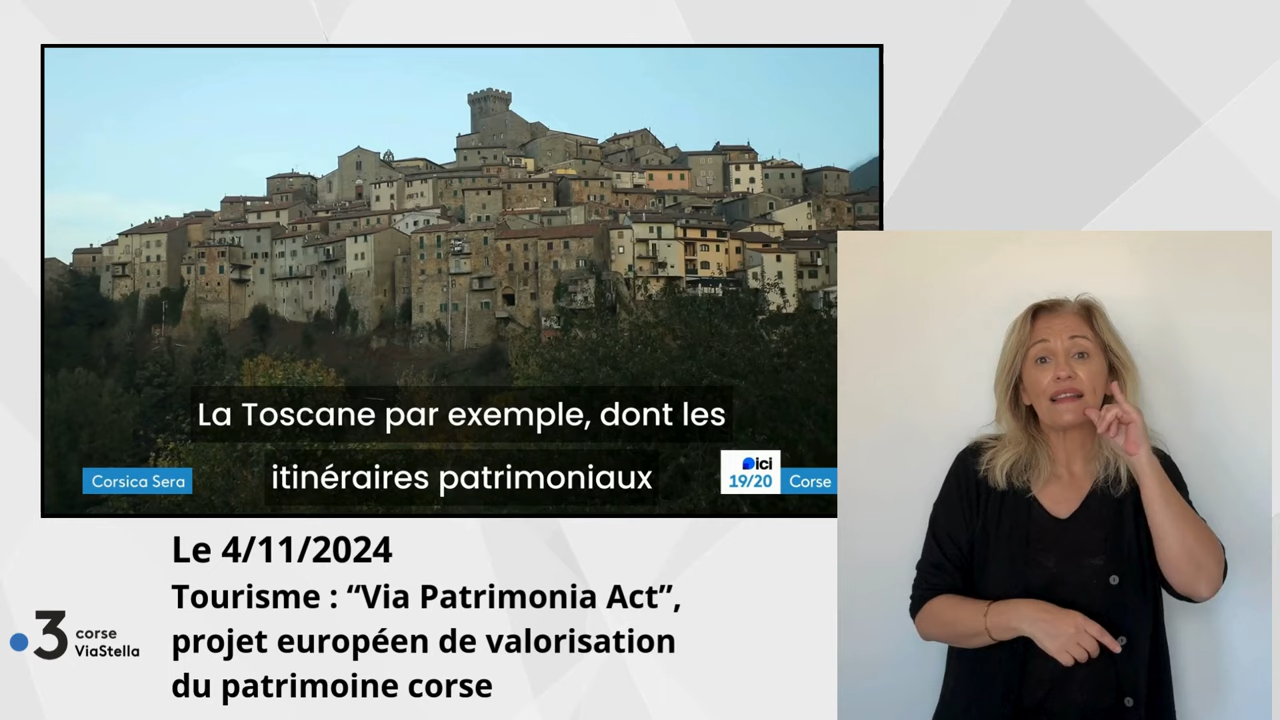 La Toscane par exemple, dont les
itinéraires patrimoniaux
Corsica Sera
ici
19/20
Corse
Le 4/11/2024
Tourisme : “Via Patrimonia Act”,
projet européen de valorisation
du patrimoine corse
3 corse
ViaStella